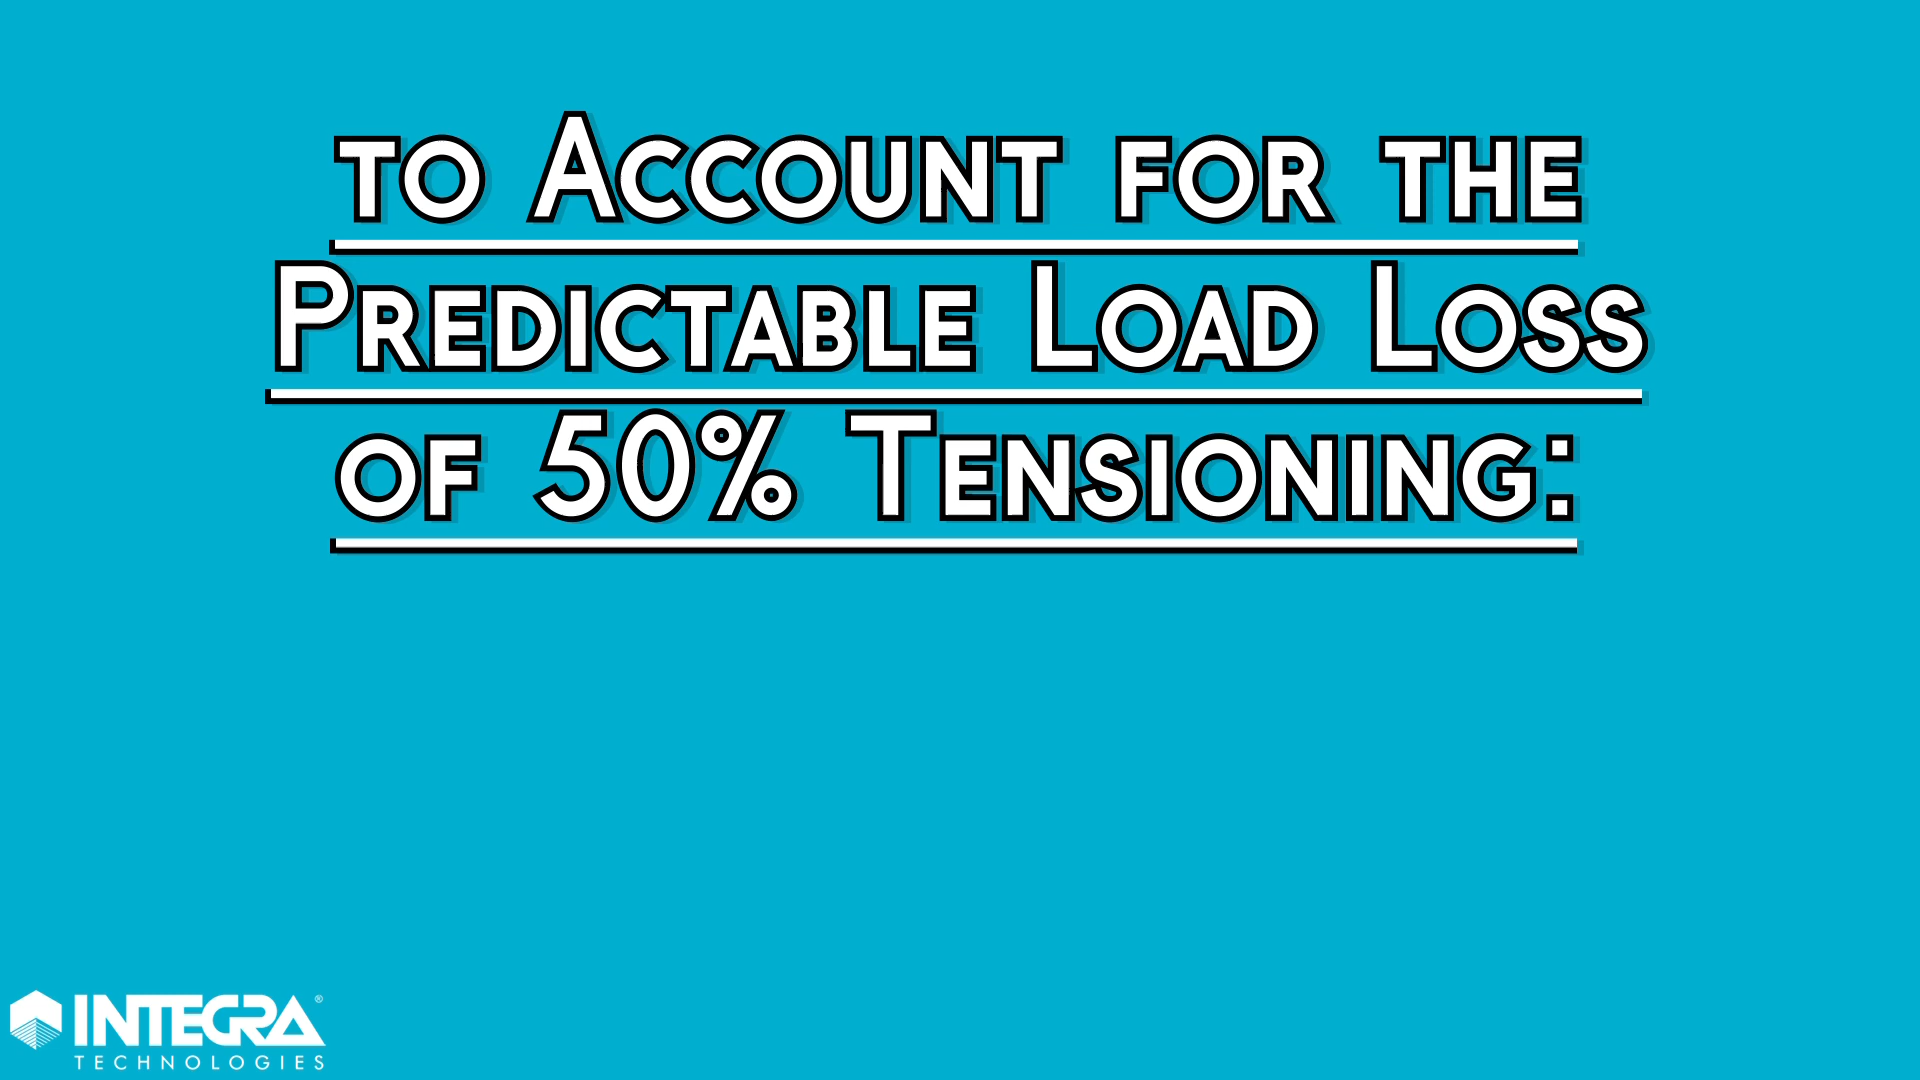 to Account for the
Predictable Load Loss
of 50% Tensioning:
INTEGRA®
TECHNOLOGIES